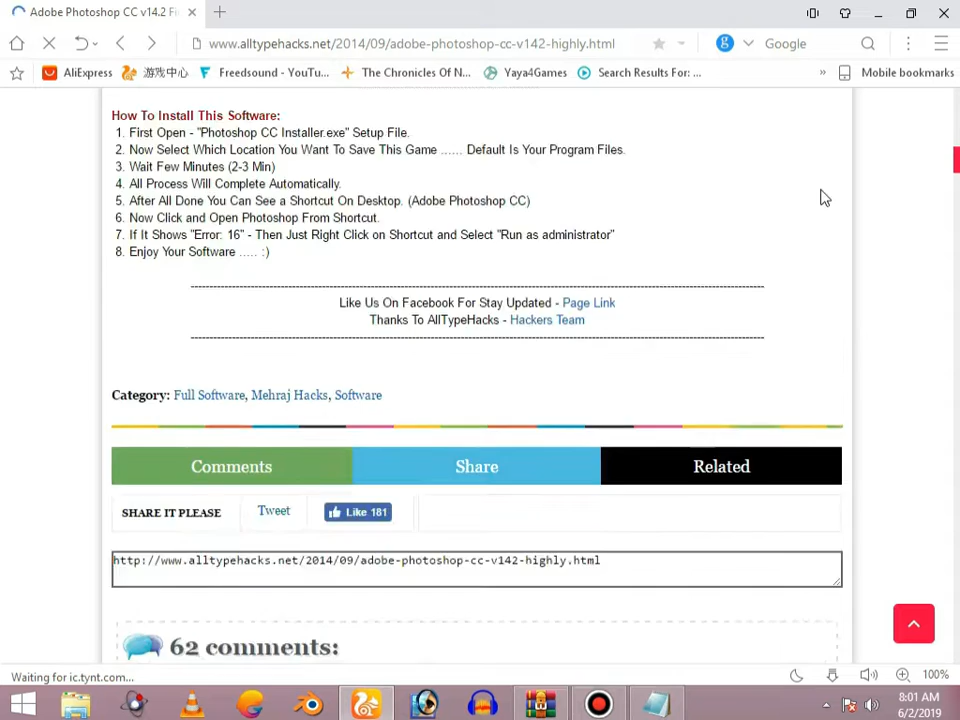 Adobe Photoshop CC v14.2 Fi
www.alltypehacks.net/2014/09/adobe-photoshop-cc-v142-highly.html
g
Google
AliExpress
游戏中心
Freedsound - YouTu...
The Chronicles Of N...
Yaya4Games
Search Results For: ...
»
Mobile bookmarks
How To Install This Software:
1. First Open - "Photoshop CC Installer.exe" Setup File.
2. Now Select Which Location You Want To Save This Game ...... Default Is Your Program Files.
3. Wait Few Minutes (2-3 Min)
4. All Process Will Complete Automatically.
5. After All Done You Can See a Shortcut On Desktop. (Adobe Photoshop CC)
6. Now Click and Open Photoshop From Shortcut.
7. If It Shows "Error: 16" - Then Just Right Click on Shortcut and Select "Run as administrator"
8. Enjoy Your Software ..... :)
Like Us On Facebook For Stay Updated - Page Link
Thanks To AllTypeHacks - Hackers Team
Category: Full Software, Mehraj Hacks, Software
Comments
Share
Related
SHARE IT PLEASE
Tweet
Like 181
http://www.alltypehacks.net/2014/09/adobe-photoshop-cc-v142-highly.html
62 comments:
Waiting for ic.tynt.com...
100%
8:01 AM
6/2/2019